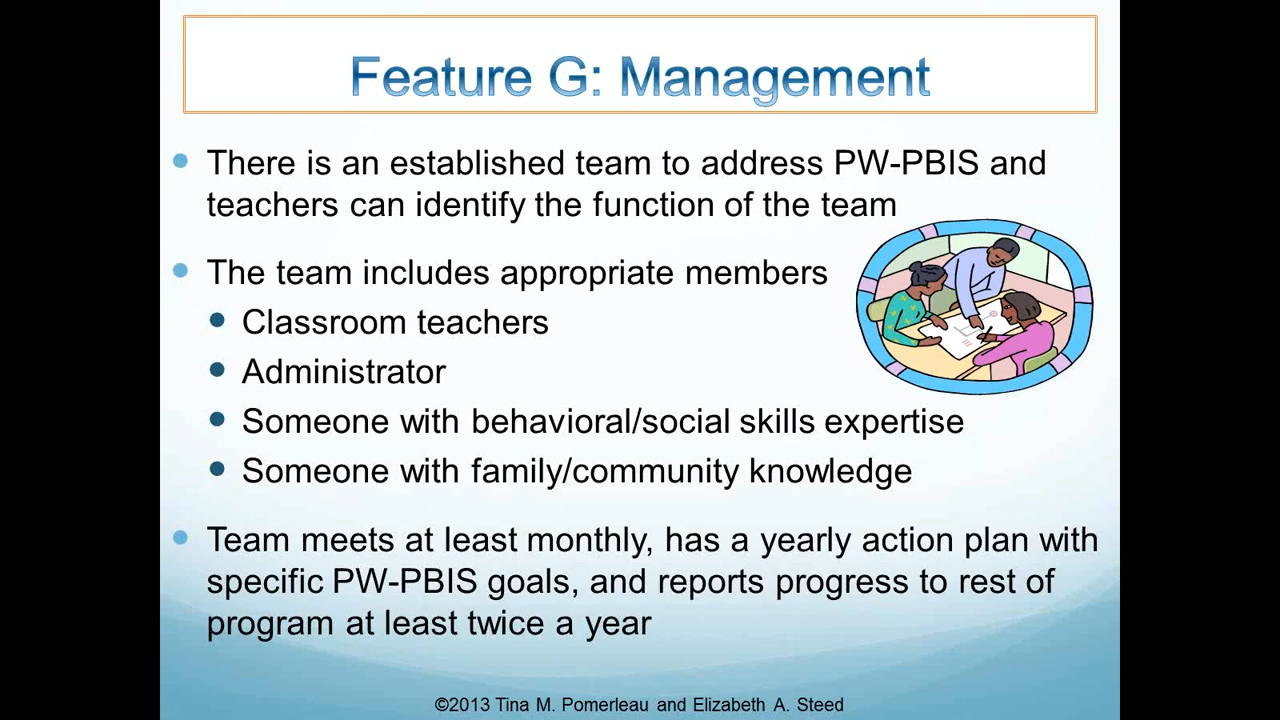 Feature G: Management
There is an established team to address PW-PBIS and
teachers can identify the function of the team
The team includes appropriate members
Classroom teachers
Administrator
Someone with behavioral/social skills expertise
Someone with family/community knowledge
Team meets at least monthly, has a yearly action plan with
specific PW-PBIS goals, and reports progress to rest of
program at least twice a year
©2013 Tina M. Pomerleau and Elizabeth A. Steed